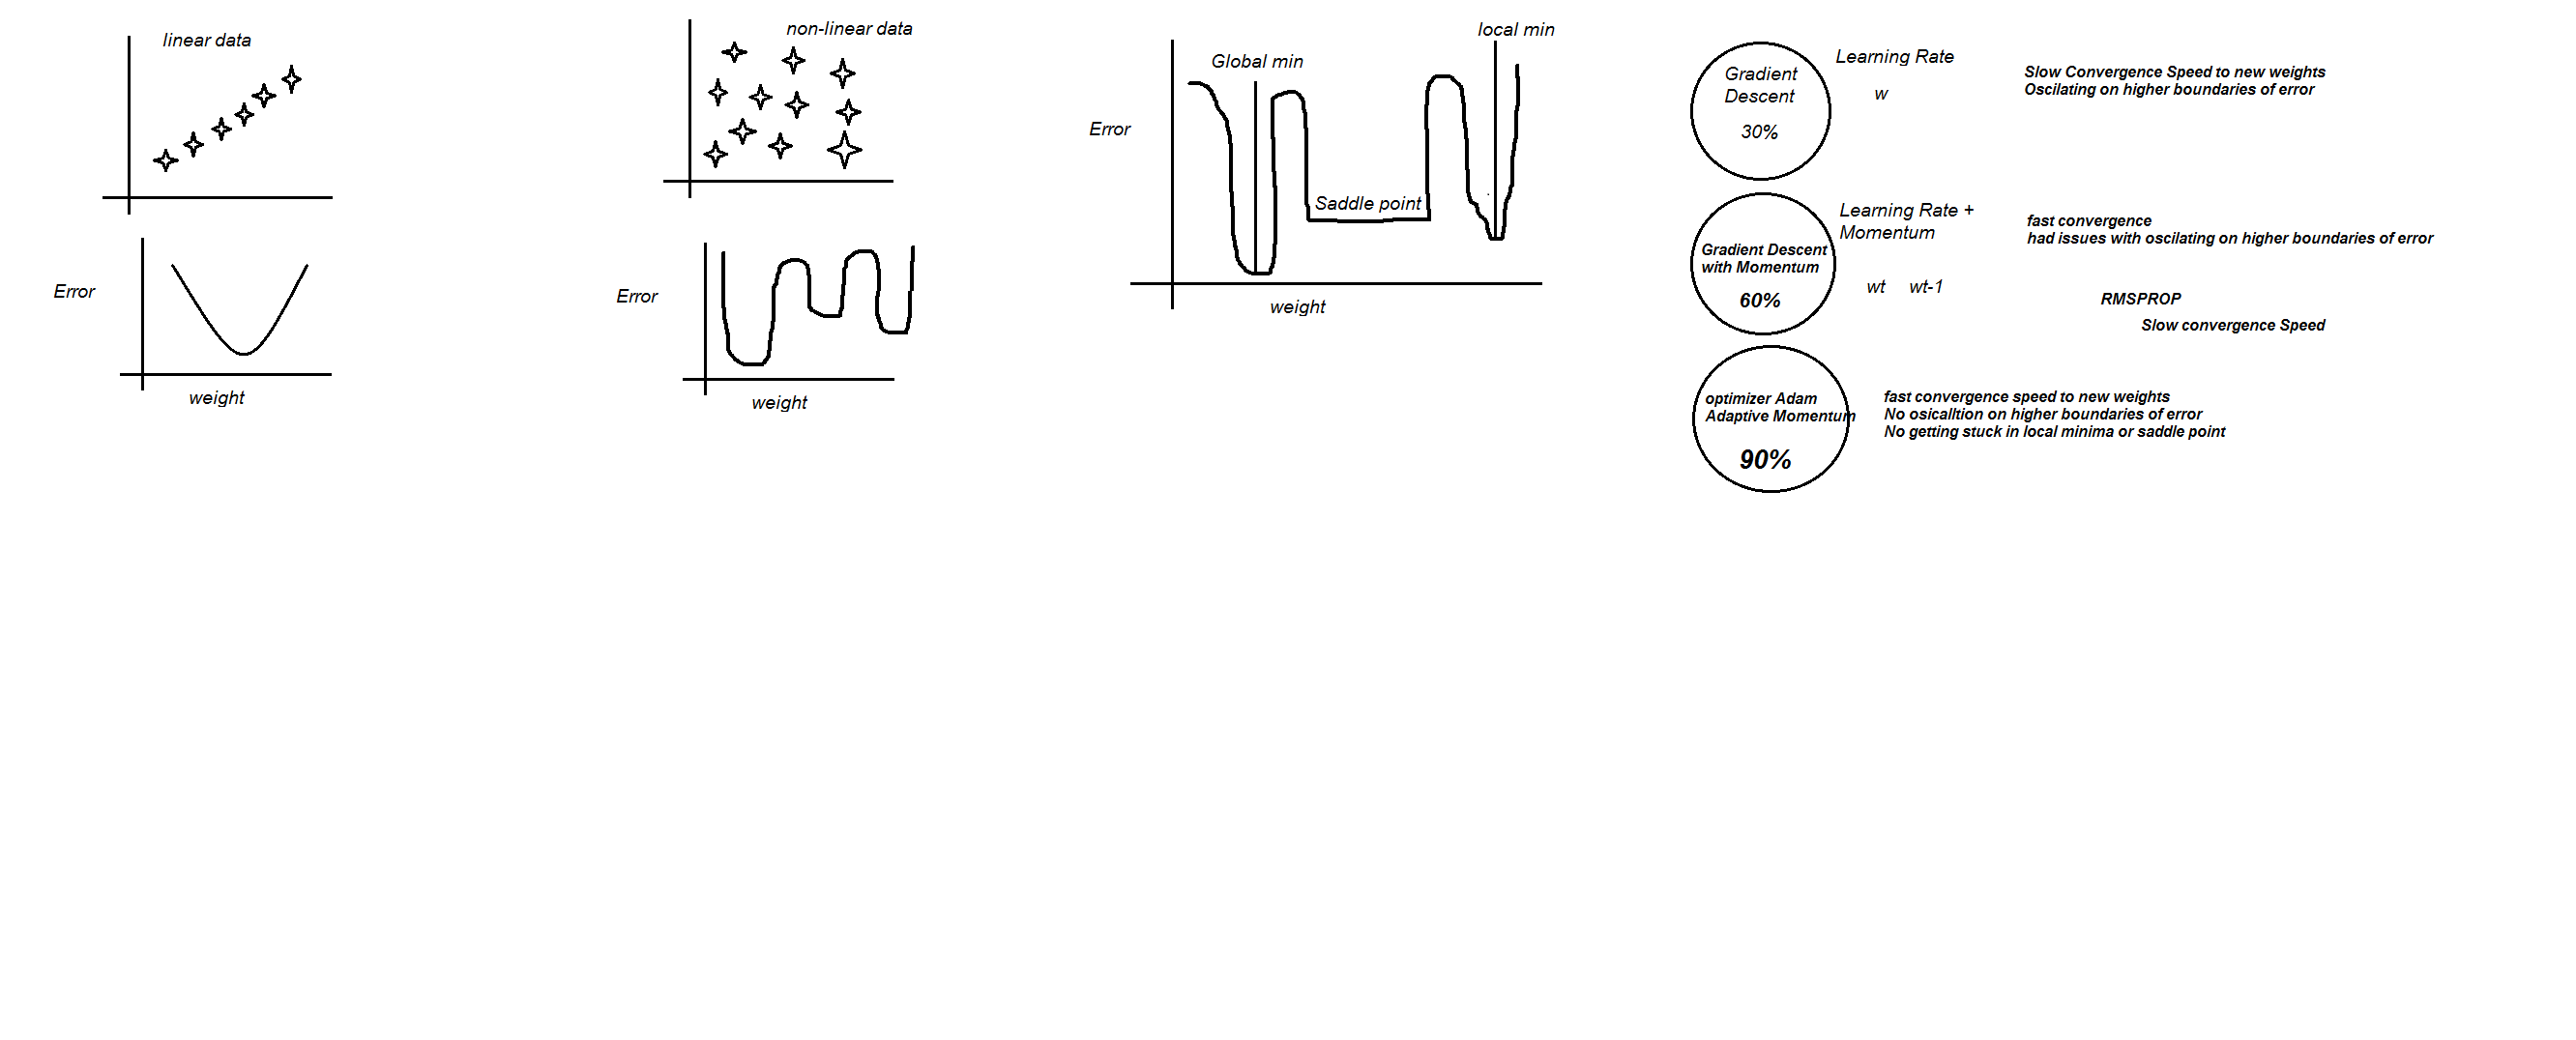 linear data
Error
weight
non-linear data
Error
weight
Global min
local min
Error
Saddle point
weight
Gradient
Descent
30%
Learning Rate
w
Slow Convergence Speed to new weights
Oscilating on higher boundaries of error
Gradient Descent
with Momentum
60%
Learning Rate +
Momentum
wt wt-1
fast convergence
had issues with oscilating on higher boundaries of error
RMSPROP
Slow convergence Speed
optimizer Adam
Adaptive Momentum
90%
fast convergence speed to new weights
No osicalltion on higher boundaries of error
No getting stuck in local minima or saddle point